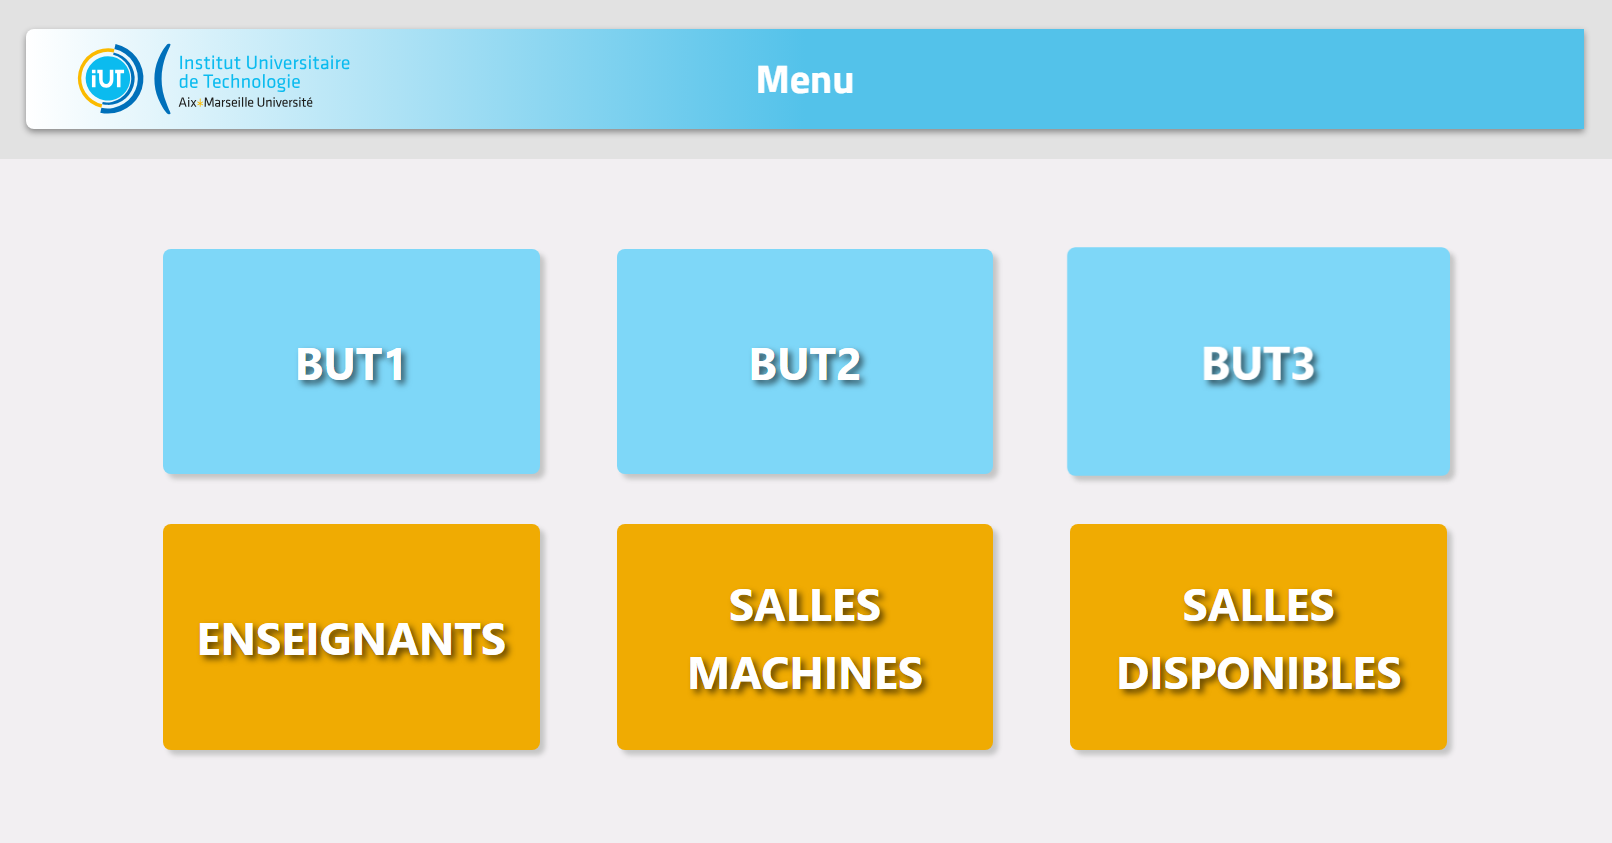 iUT
Institut Universitaire
de Technologie
Aix*Marseille Université
Menu
BUT1
BUT2
BUT3
ENSEIGNANTS
SALLES
MACHINES
SALLES
DISPONIBLES